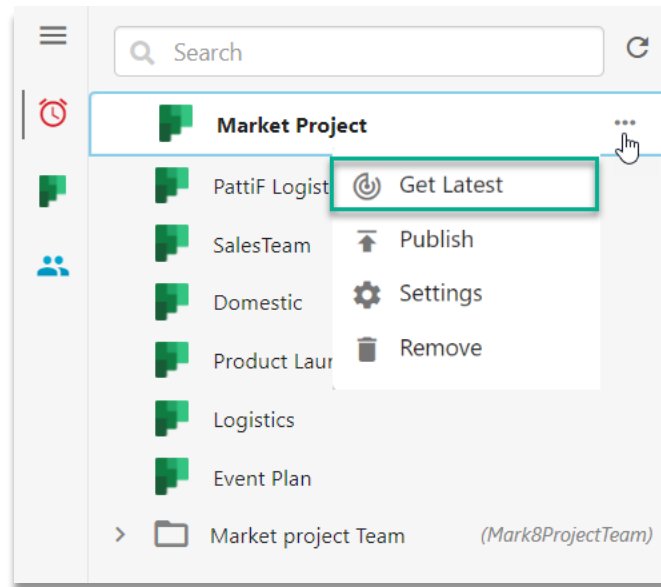 Search
Market Project
PattiF Logist
Get Latest
Publish
SalesTeam
Settings
Domestic
Remove
Product Laur
Logistics
Event Plan
Market project Team (Mark8ProjectTeam)